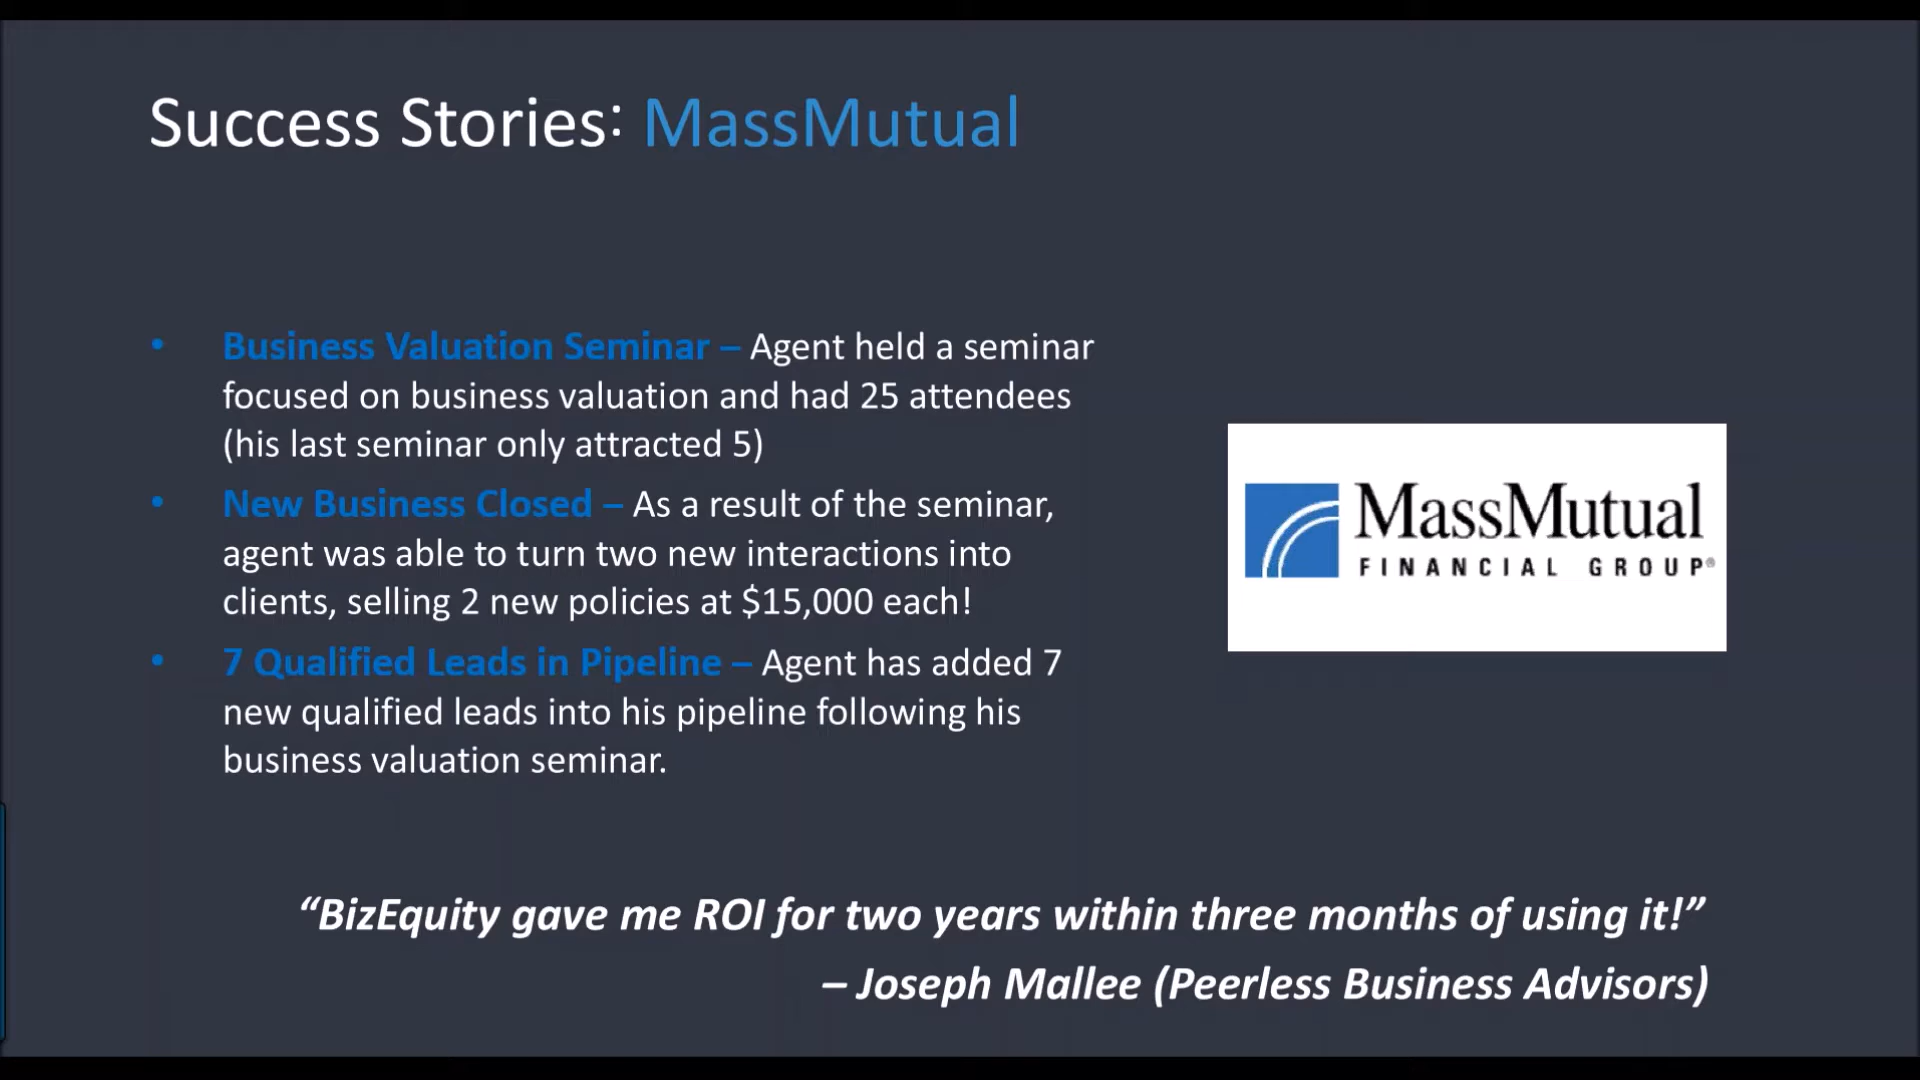 Success Stories: MassMutual
• Business Valuation Seminar – Agent held a seminar
focused on business valuation and had 25 attendees
(his last seminar only attracted 5)
• New Business Closed – As a result of the seminar,
agent was able to turn two new interactions into
clients, selling 2 new policies at $15,000 each!
• 7 Qualified Leads in Pipeline – Agent has added 7
new qualified leads into his pipeline following his
business valuation seminar.
MassMutual
FINANCIAL GROUP®
“BizEquity gave me ROI for two years within three months of using it!”
– Joseph Mallee (Peerless Business Advisors)